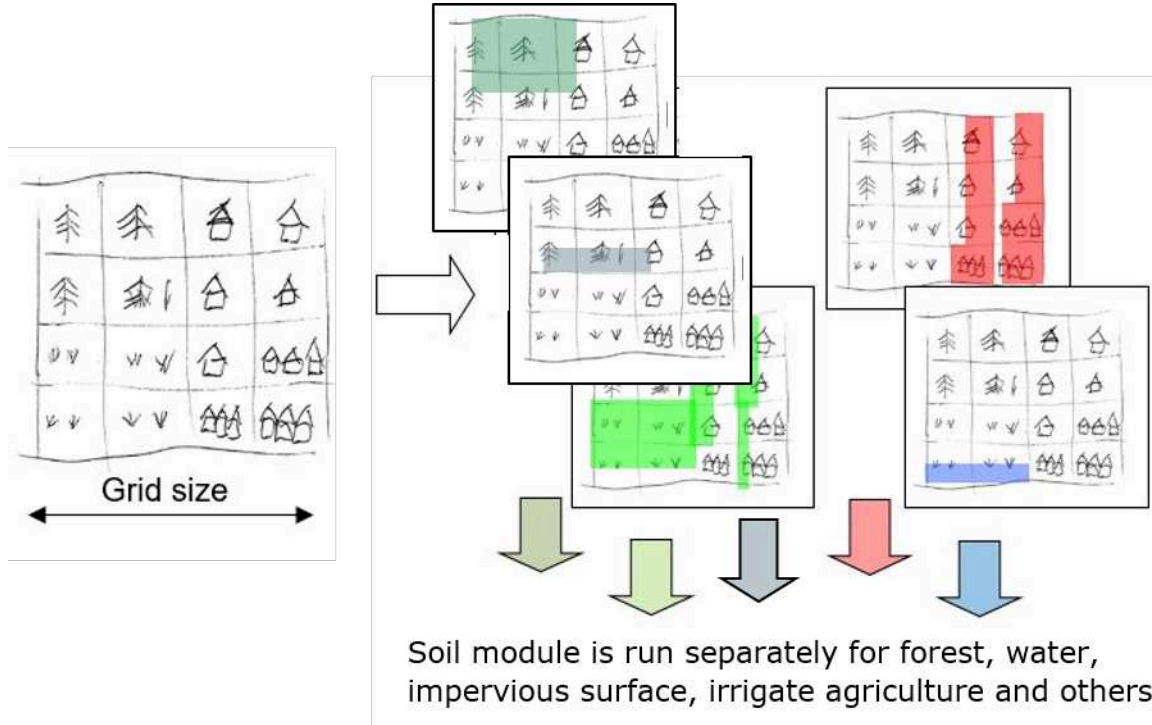 Grid size
Soil module is run separately for forest, water,
impervious surface, irrigate agriculture and others